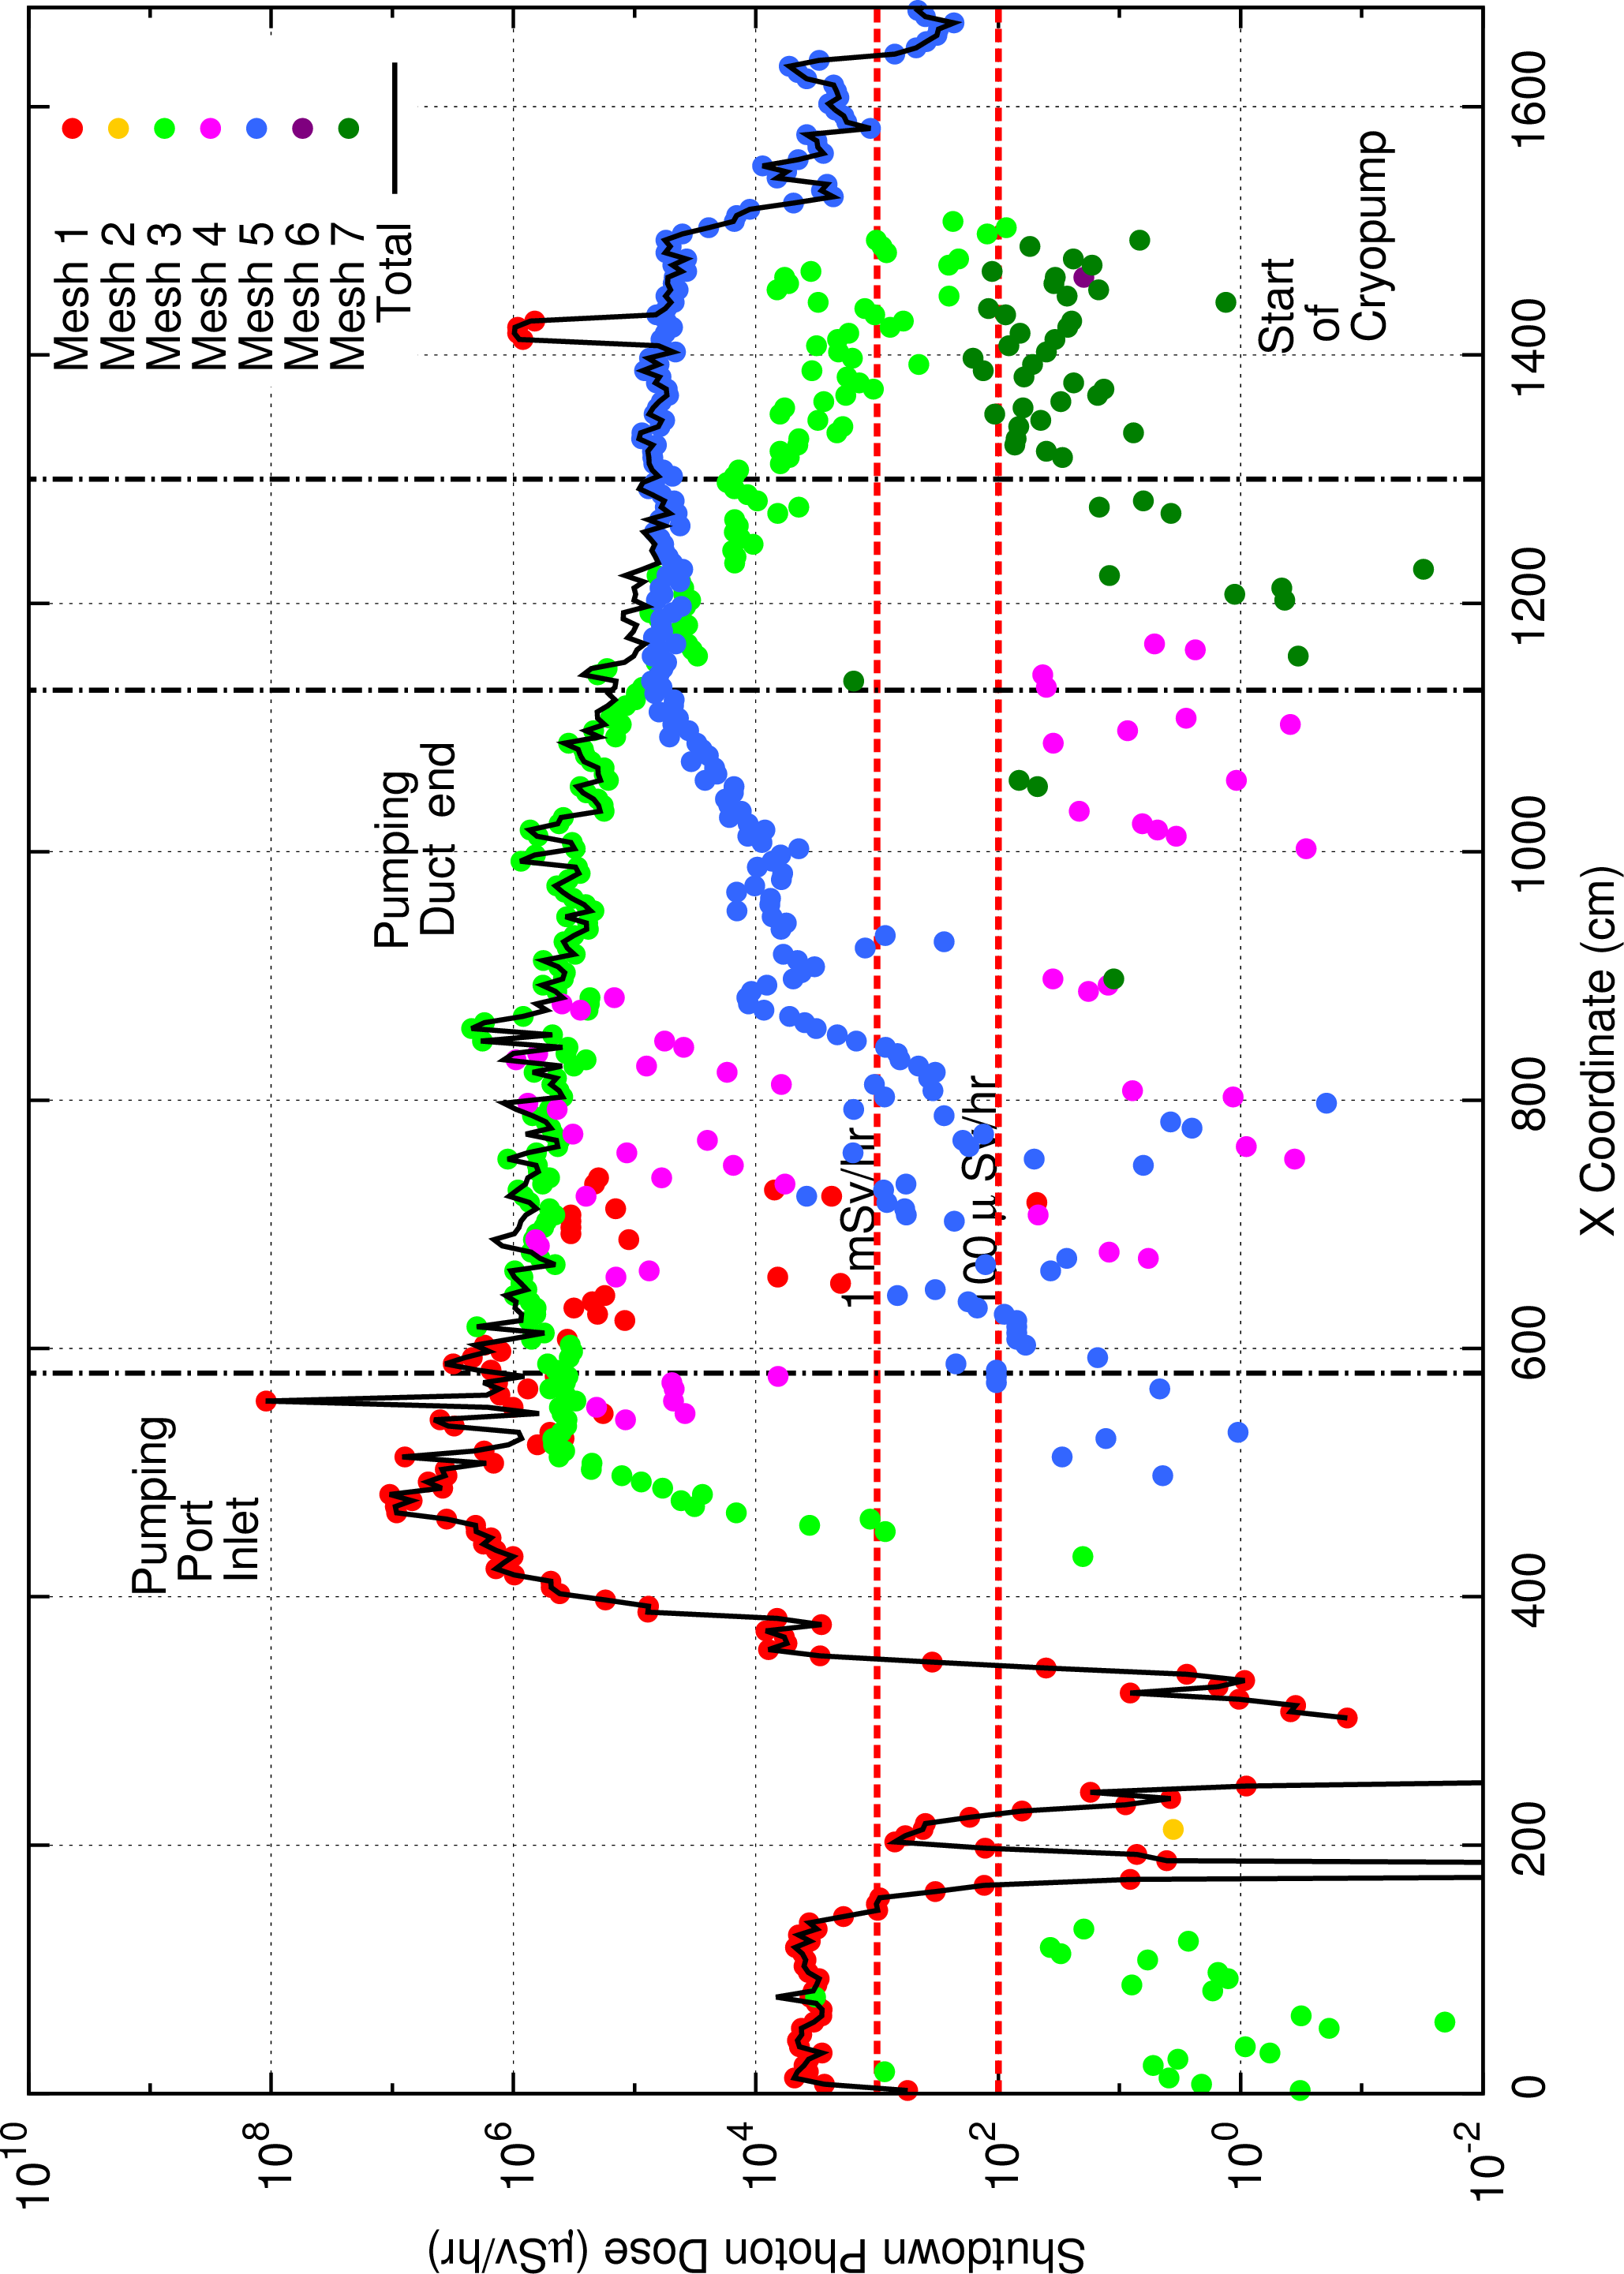 Mesh 1
Mesh 2
Mesh 3
Mesh 4
Mesh 5
Mesh 6
Mesh 7
Total
Pumping
Port
Inlet
Pumping
Duct end
Start
of
Cryopump
1 mSv/hr
100 μ Sv/hr
10^10
10^8
10^6
10^4
10^2
10^0
10^-2
Shutdown Photon Dose (μSv/hr)
0 200 400 600 800 1000 1200 1400 1600
X Coordinate (cm)